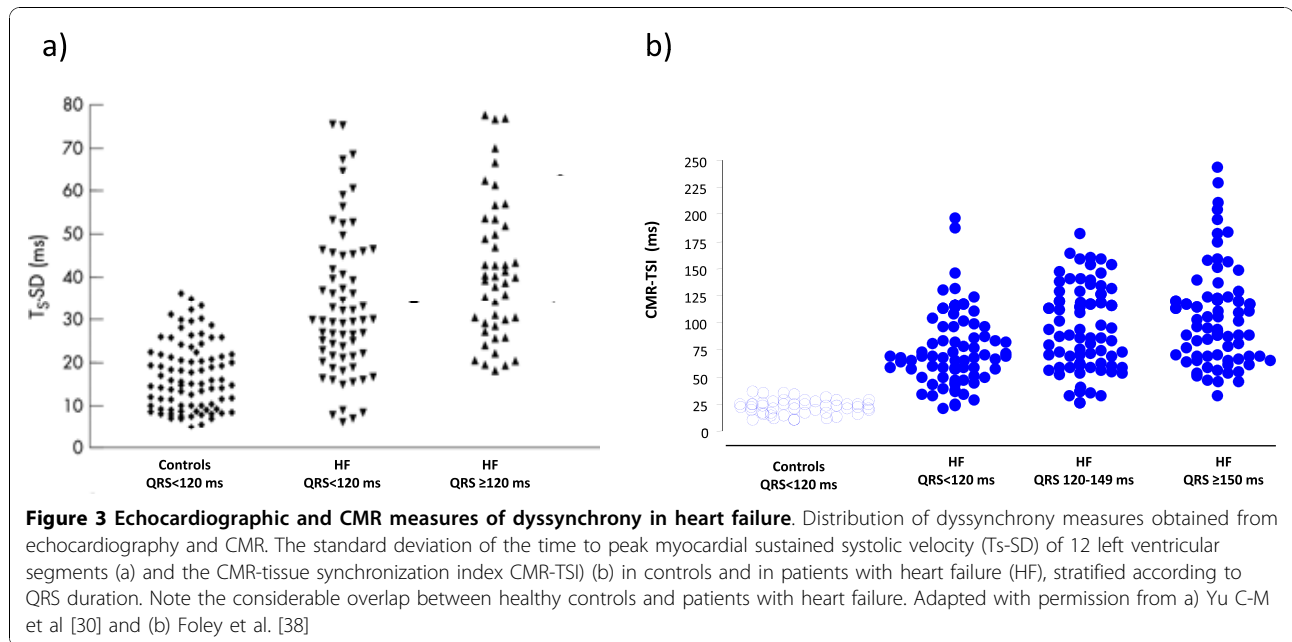 a)
b)
80
70
60
50
40
30
20
10
0
Ts-SD (ms)
Controls
QRS<120 ms
HF
QRS<120 ms
HF
QRS ≥120 ms
250
225
200
175
150
125
100
75
50
25
0
CMR-TSI (ms)
Controls
QRS<120 ms
HF
QRS<120 ms
HF
QRS 120-149 ms
HF
QRS ≥150 ms
Figure 3 Echocardiographic and CMR measures of dyssynchrony in heart failure. Distribution of dyssynchrony measures obtained from
echocardiography and CMR. The standard deviation of the time to peak myocardial sustained systolic velocity (Ts-SD) of 12 left ventricular
segments (a) and the CMR-tissue synchronization index CMR-TSI) (b) in controls and in patients with heart failure (HF), stratified according to
QRS duration. Note the considerable overlap between healthy controls and patients with heart failure. Adapted with permission from a) Yu C-M
et al [30] and (b) Foley et al. [38]